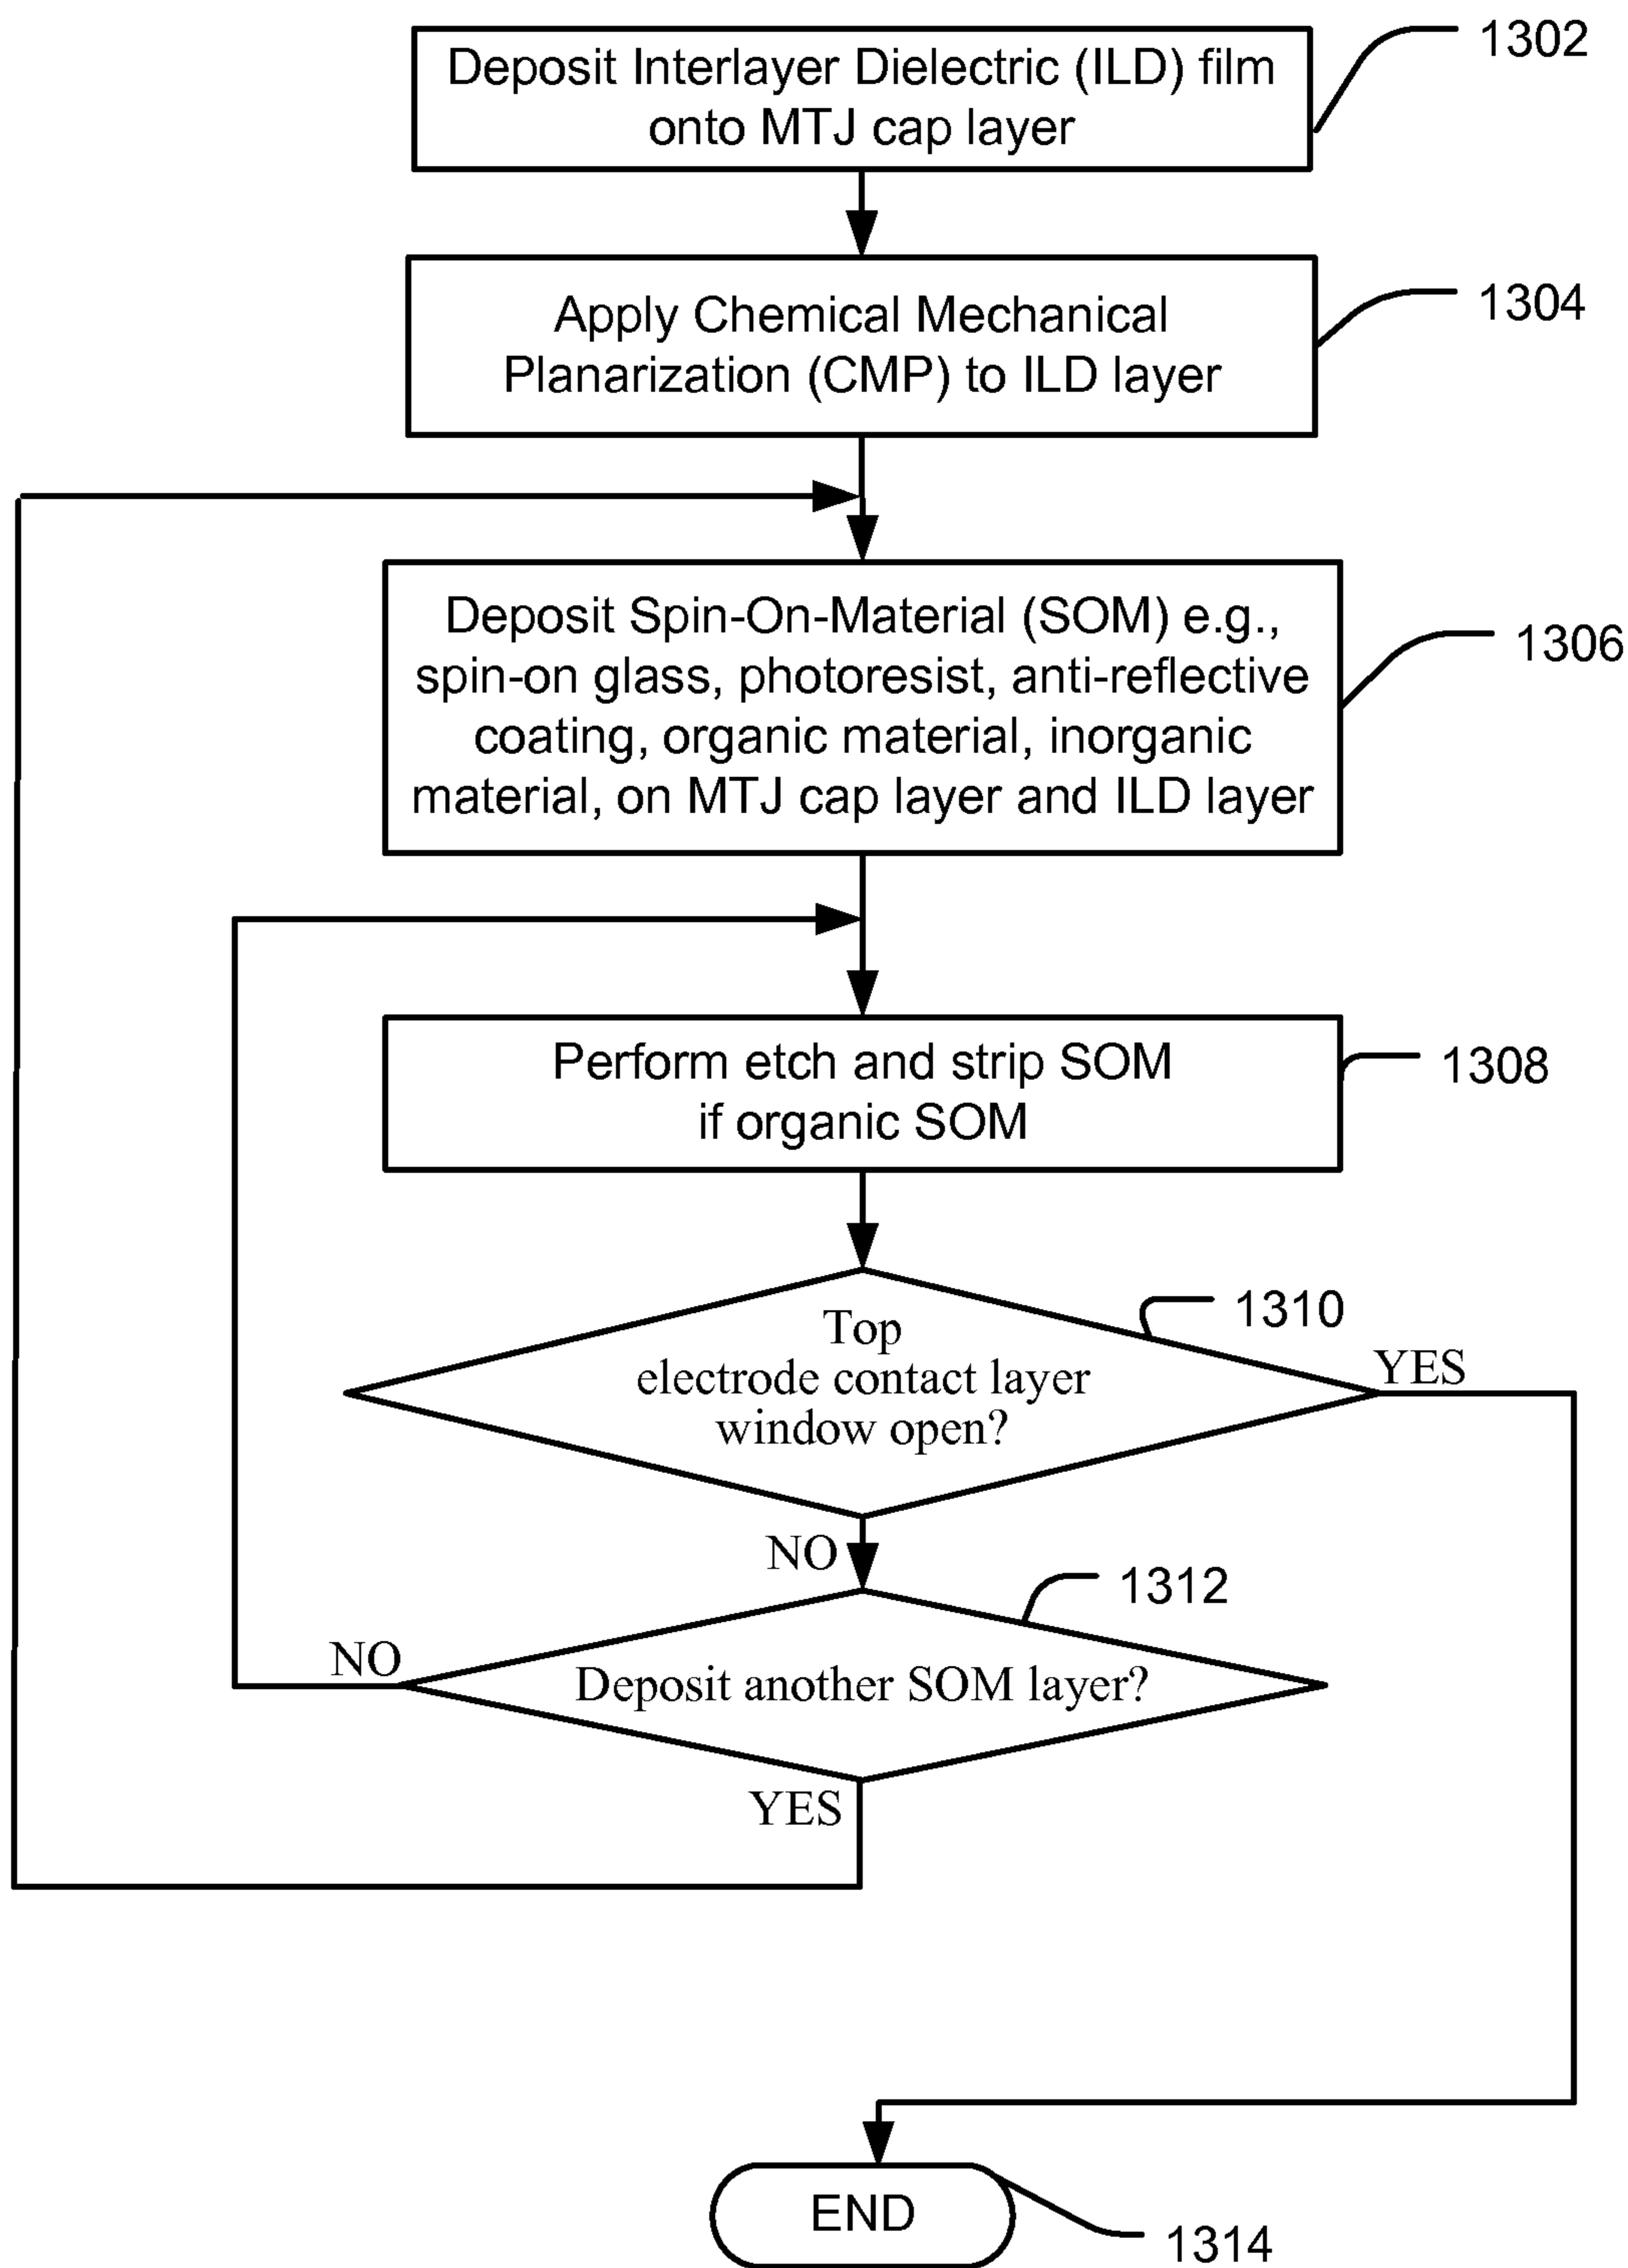 Deposit Interlayer Dielectric (ILD) film
onto MTJ cap layer
1302
Apply Chemical Mechanical
Planarization (CMP) to ILD layer
1304
Deposit Spin-On-Material (SOM) e.g.,
spin-on glass, photoresist, anti-reflective
coating, organic material, inorganic
material, on MTJ cap layer and ILD layer
1306
Perform etch and strip SOM
if organic SOM
1308
Top
electrode contact layer
window open?
1310
YES
NO
Deposit another SOM layer?
1312
NO
YES
END
1314